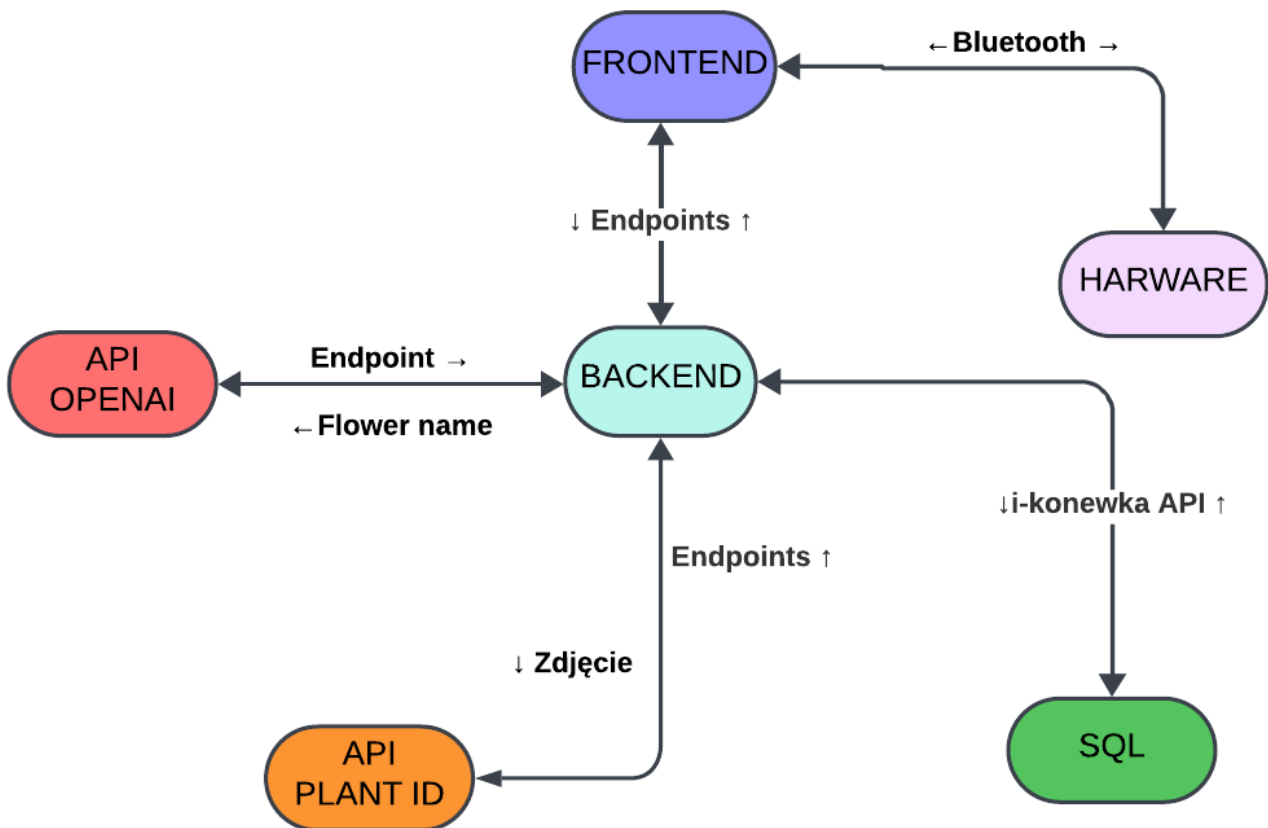 ←Bluetooth →
FRONTEND
↓ Endpoints ↑
HARWARE
API
OPENAI
Endpoint →
←Flower name
BACKEND
↓i-konewka API ↑
Endpoints ↑
↓ Zdjęcie
API
PLANT ID
SQL